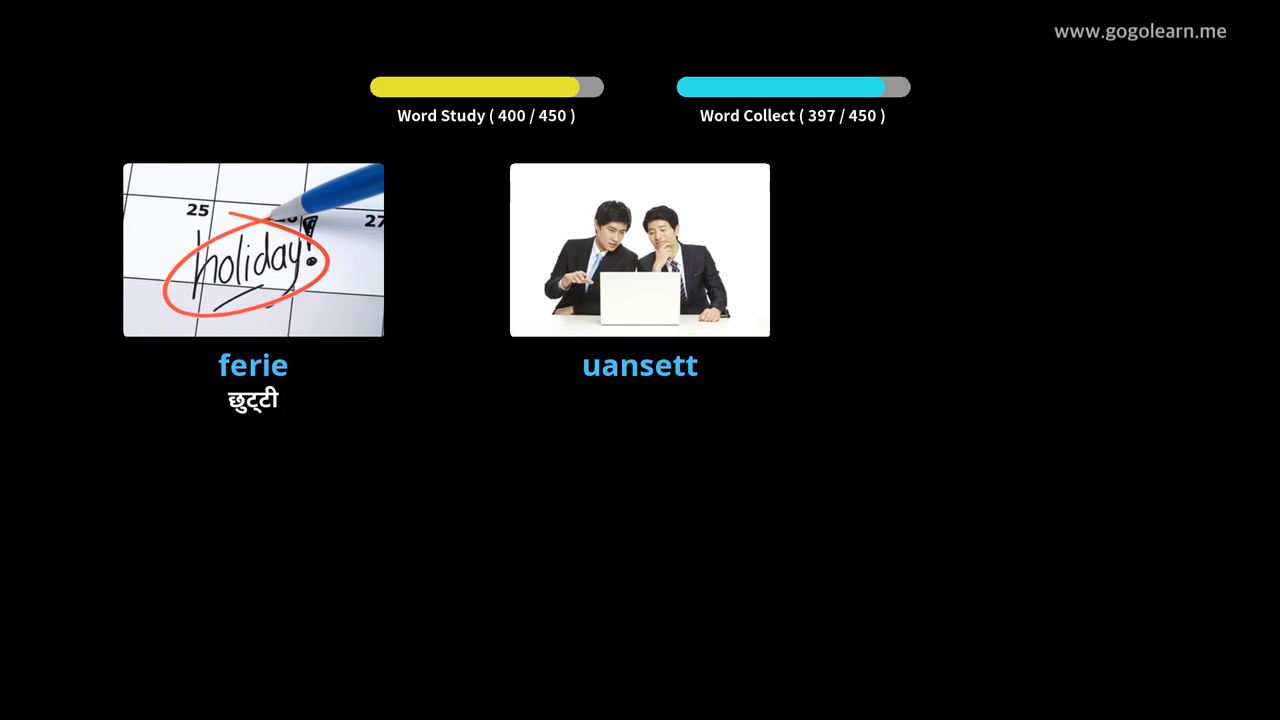 www.gogolearn.me
Word Study ( 400 / 450 )
Word Collect ( 397 / 450 )
25
27
holiday!
ferie
uansett
छुट्टी